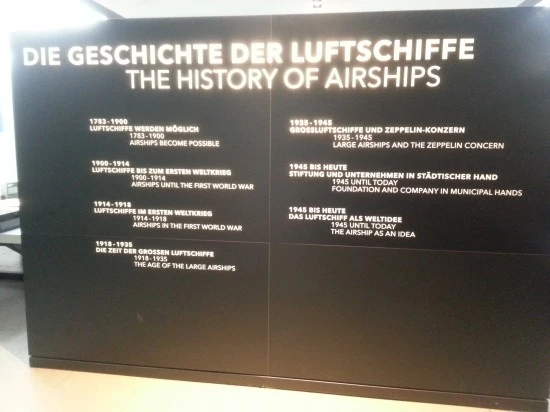 DIE GESCHICHTE DER LUFTSCHIFFE
THE HISTORY OF AIRSHIPS
1783-1900
LUFTSCHIFFE WERDEN MÖGLICH
1783-1900
AIRSHIPS BECOME POSSIBLE
1900-1914
LUFTSCHIFFE BIS ZUM ERSTEN WELTKRIEG
1900-1914
AIRSHIPS UNTIL THE FIRST WORLD WAR
1914-1918
LUFTSCHIFFE IM ERSTEN WELTKRIEG
1914-1918
AIRSHIPS IN THE FIRST WORLD WAR
1918-1935
DIE ZEIT DER GROSSEN LUFTSCHIFFE
1918-1935
THE AGE OF THE LARGE AIRSHIPS
1935-1945
GROSSLUFTSCHIFFE UND ZEPPELIN-KONZERN
1935-1945
LARGE AIRSHIPS AND THE ZEPPELIN CONCERN
1945 BIS HEUTE
STIFTUNG UND UNTERNEHMEN IN STÄDTISCHER HAND
1945 UNTIL TODAY
FOUNDATION AND COMPANY IN MUNICIPAL HANDS
1945 BIS HEUTE
DAS LUFTSCHIFF ALS WELTIDEE
1945 UNTIL TODAY
THE AIRSHIP AS AN IDEA